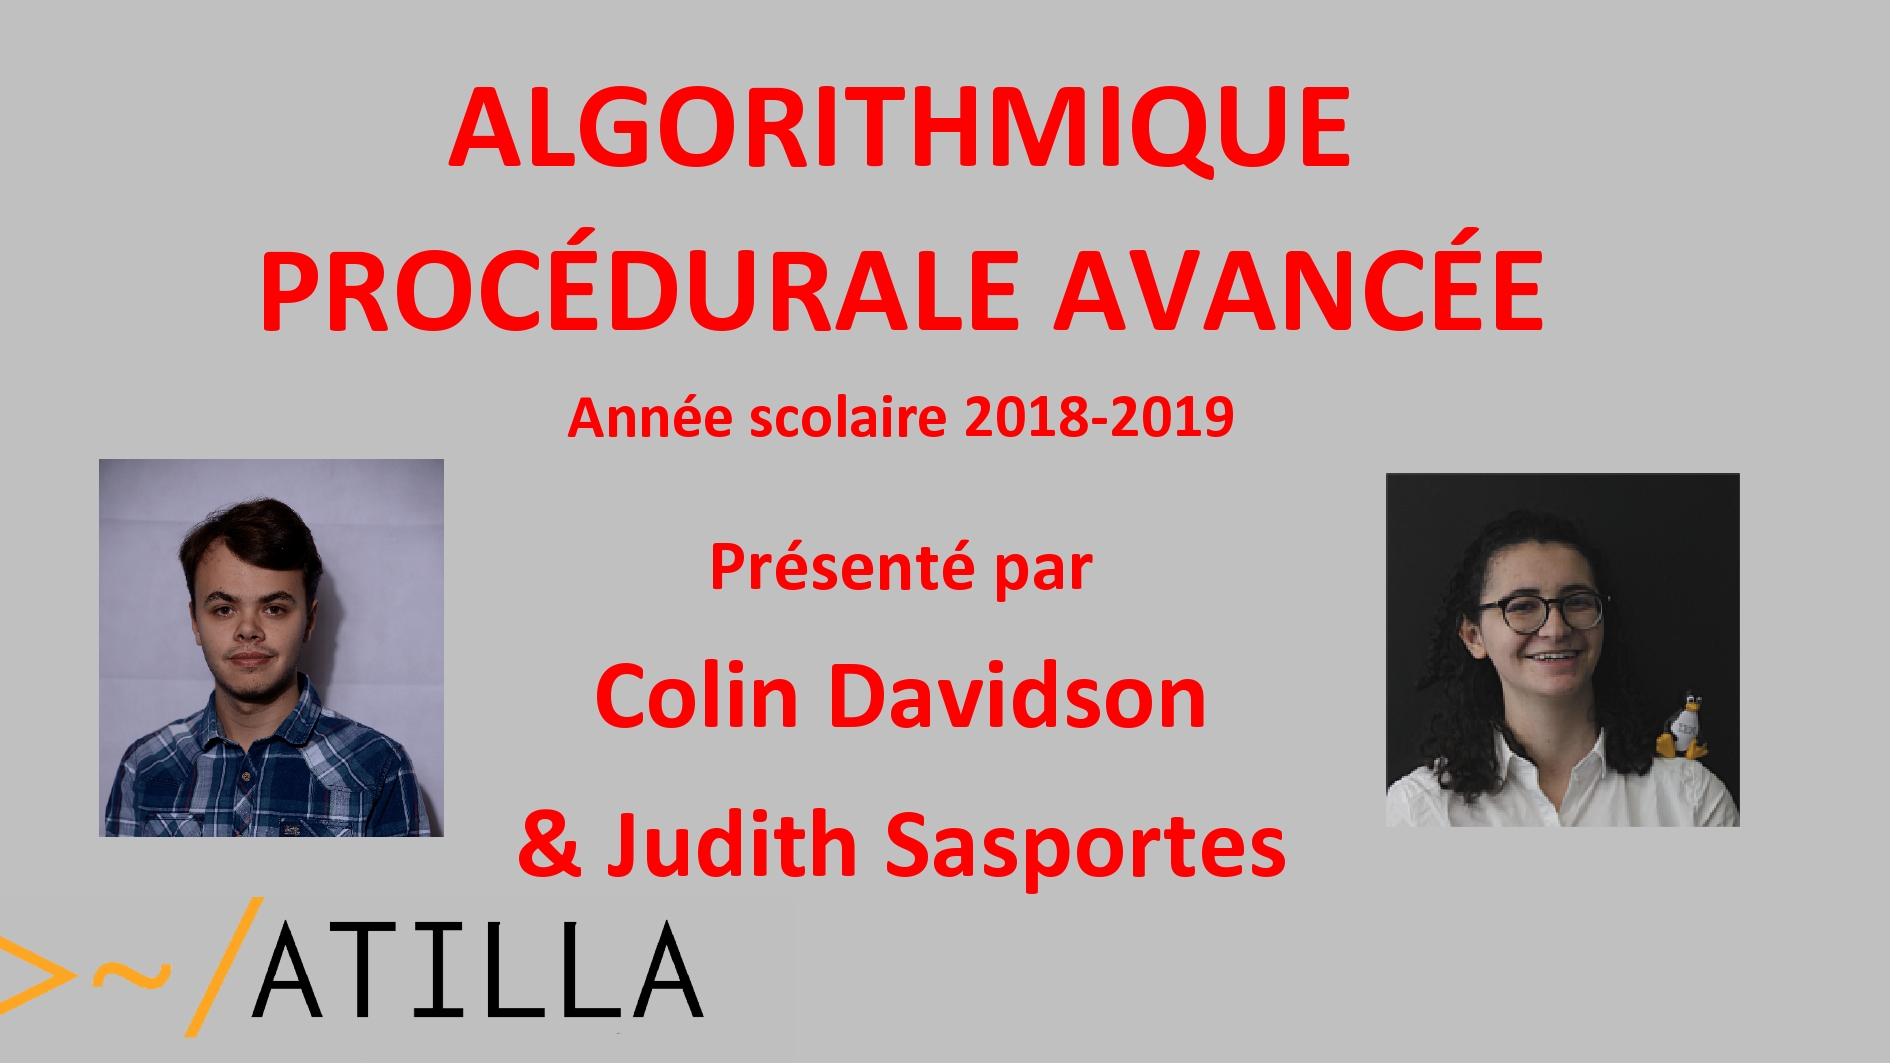 ALGORITHMIQUE
PROCÉDURALE AVANCÉE
Année scolaire 2018-2019
Présenté par
Colin Davidson
& Judith Sasportes
>~/ATILLA